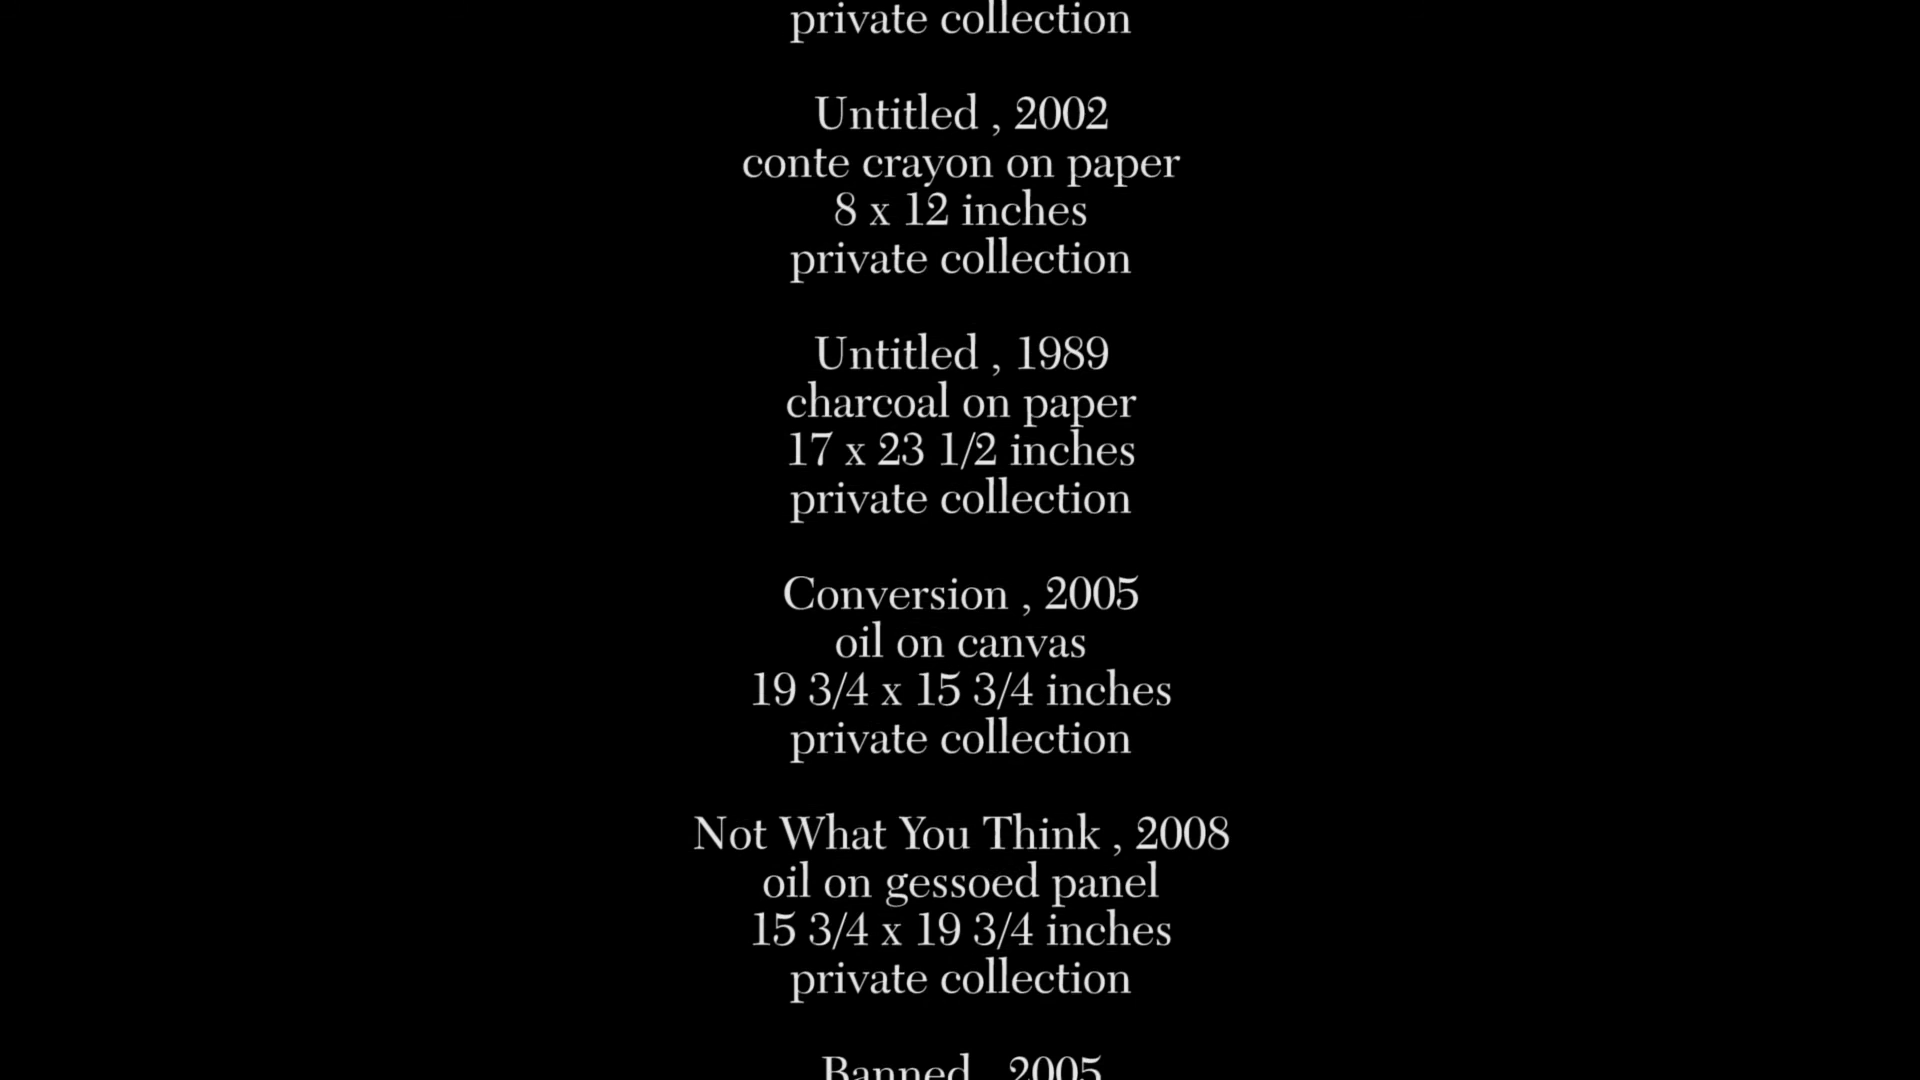 private collection
Untitled , 2002
conte crayon on paper
8 x 12 inches
private collection
Untitled , 1989
charcoal on paper
17 x 23 1/2 inches
private collection
Conversion , 2005
oil on canvas
19 3/4 x 15 3/4 inches
private collection
Not What You Think , 2008
oil on gessoed panel
15 3/4 x 19 3/4 inches
private collection
Banned , 2005